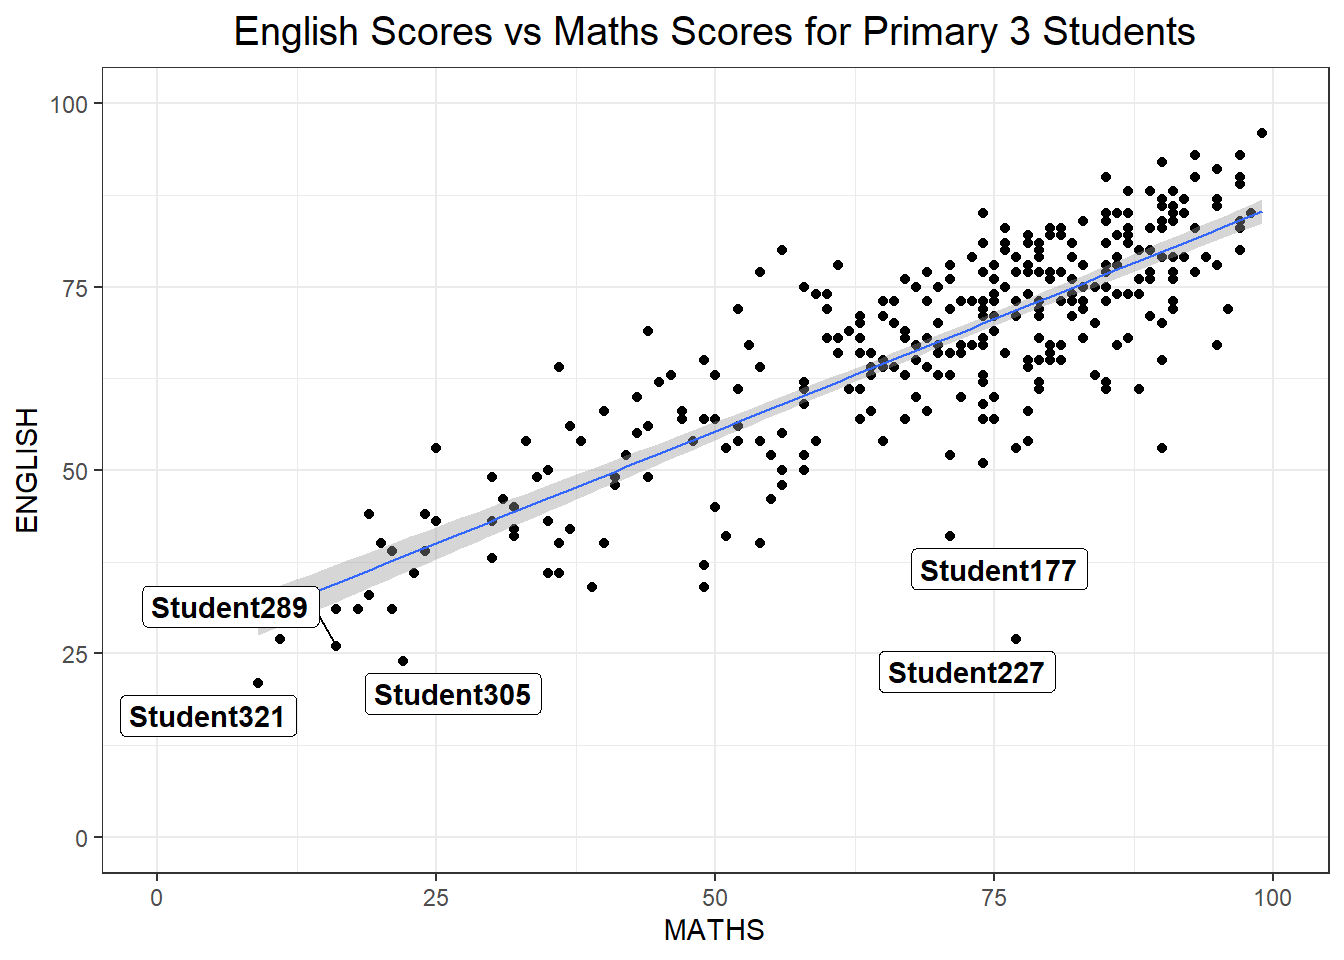 English Scores vs Maths Scores for Primary 3 Students
ENGLISH
100
75
50
25
0
Student177
Student289
Student227
Student305
Student321
0 25 50 75 100
MATHS